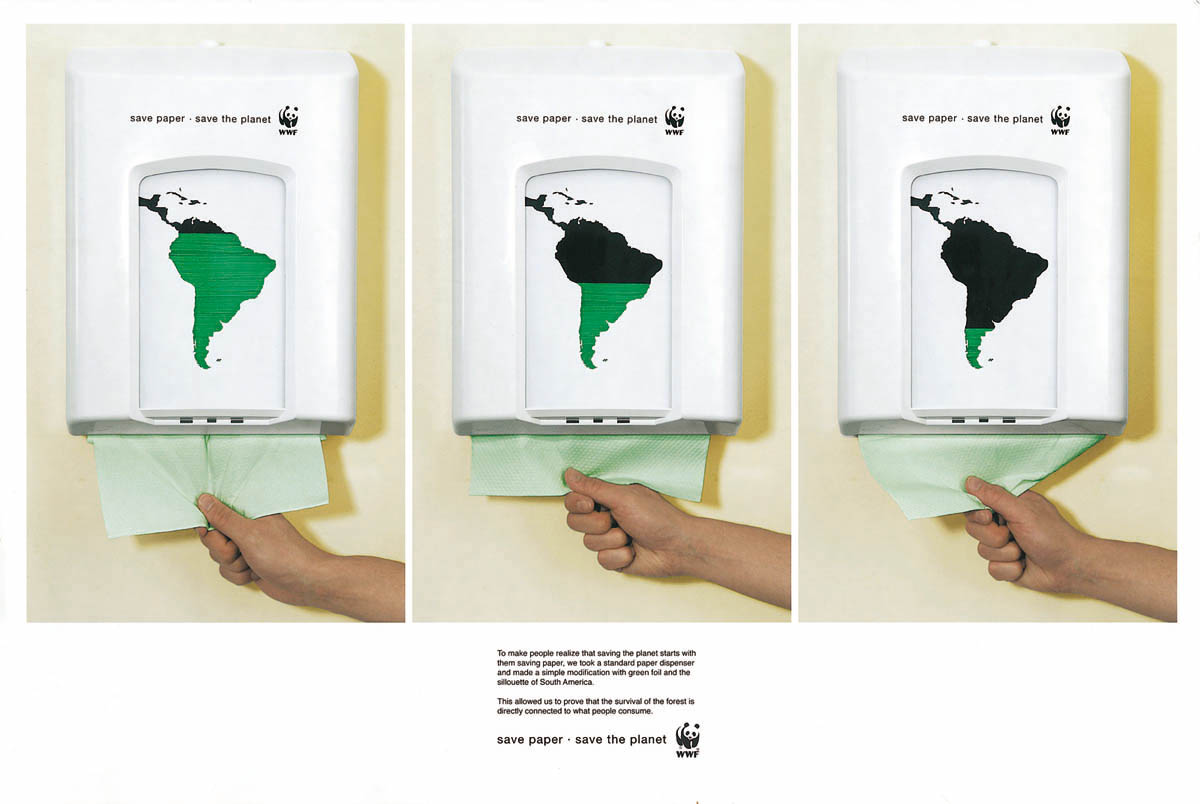 save paper · save the planet
WWF
save paper · save the planet
WWF
save paper · save the planet
WWF
To make people realize that saving the planet starts with
them saving paper, we took a standard paper dispenser
and made a simple modification with green foil and the
sillouette of South America.
This allowed us to prove that the survival of the forest is
directly connected to what people consume.
save paper · save the planet
WWF